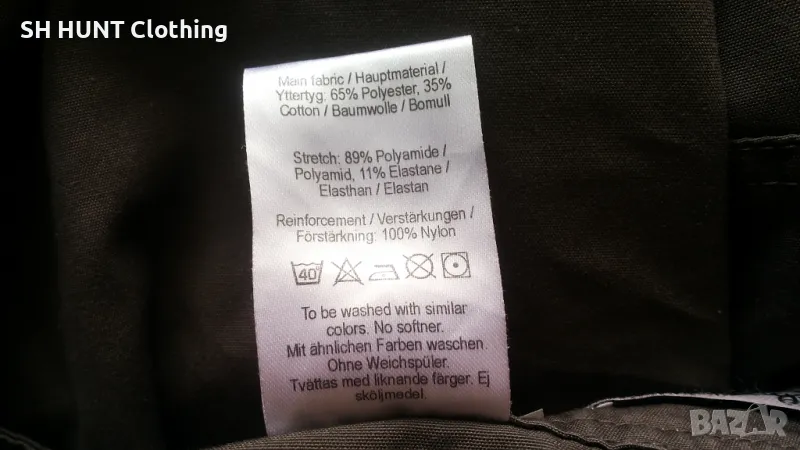 SH HUNT Clothing
Main fabric / Hauptmaterial /
Yttertyg: 65% Polyester, 35%
Cotton / Baumwolle / Bomull
Stretch: 89% Polyamide /
Polyamid, 11% Elastane /
Elasthan / Elastan
Reinforcement / Verstärkungen /
Förstärkning: 100% Nylon
40°
To be washed with similar
colors. No softner.
Mit ähnlichen Farben waschen.
Ohne Weichspüler.
Tvättas med liknande färger. Ej
sköljmedel.
BAZAR